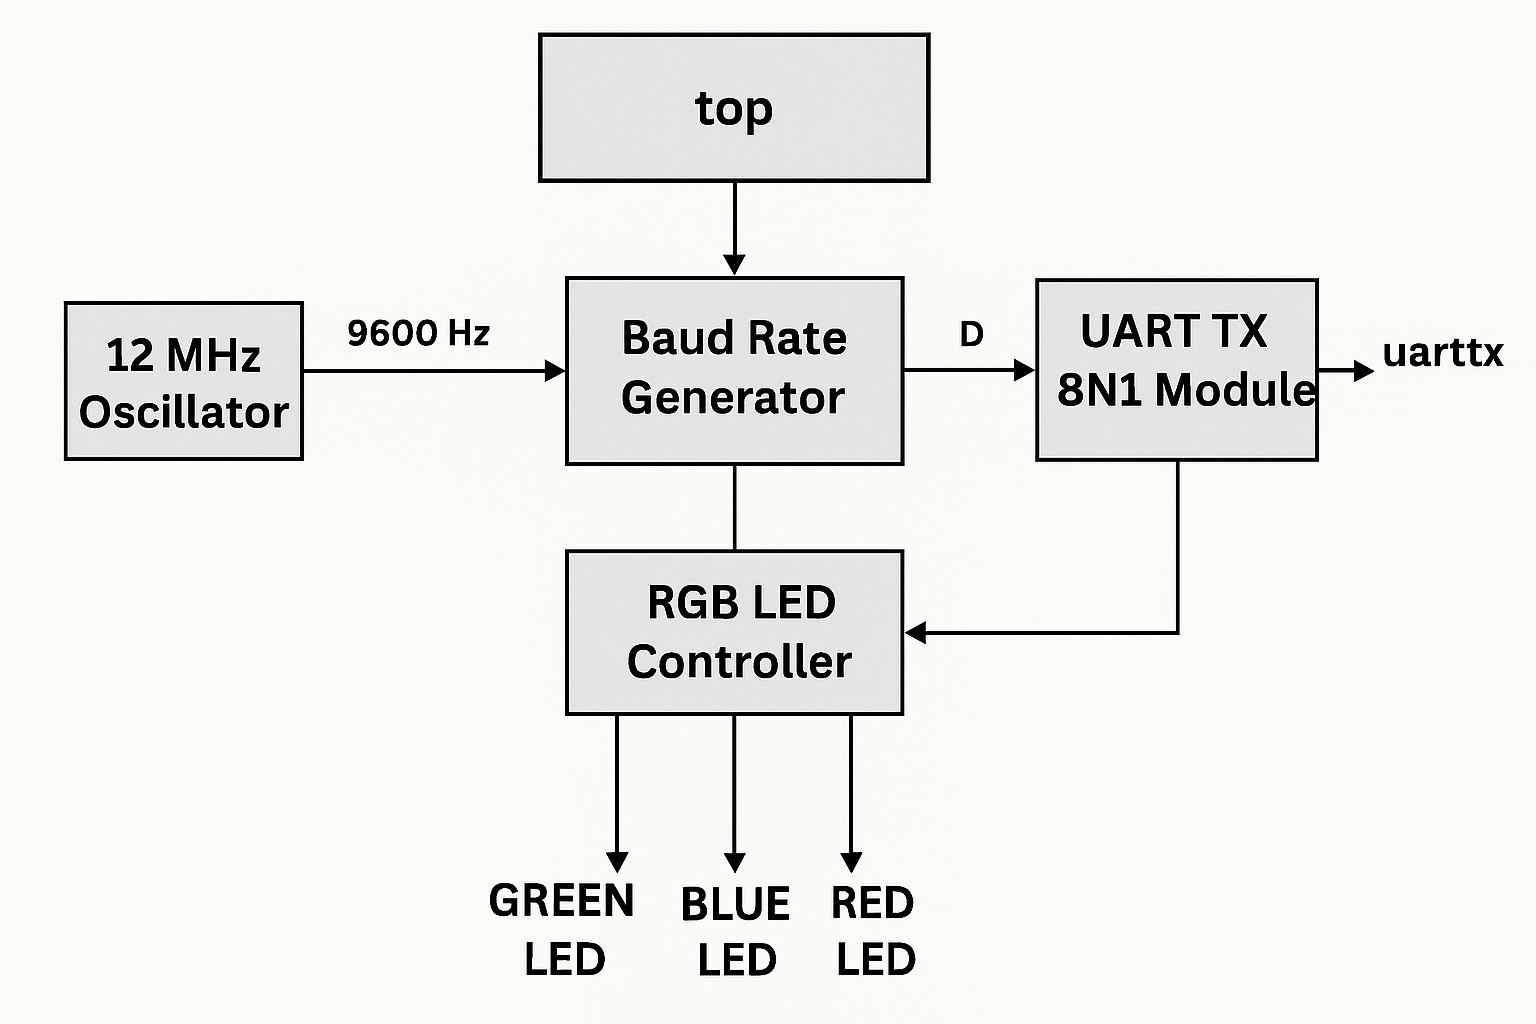 top
12 MHz
Oscillator
9600 Hz
Baud Rate
Generator
D
UART TX
8N1 Module
uarttx
RGB LED
Controller
GREEN
LED
BLUE
LED
RED
LED